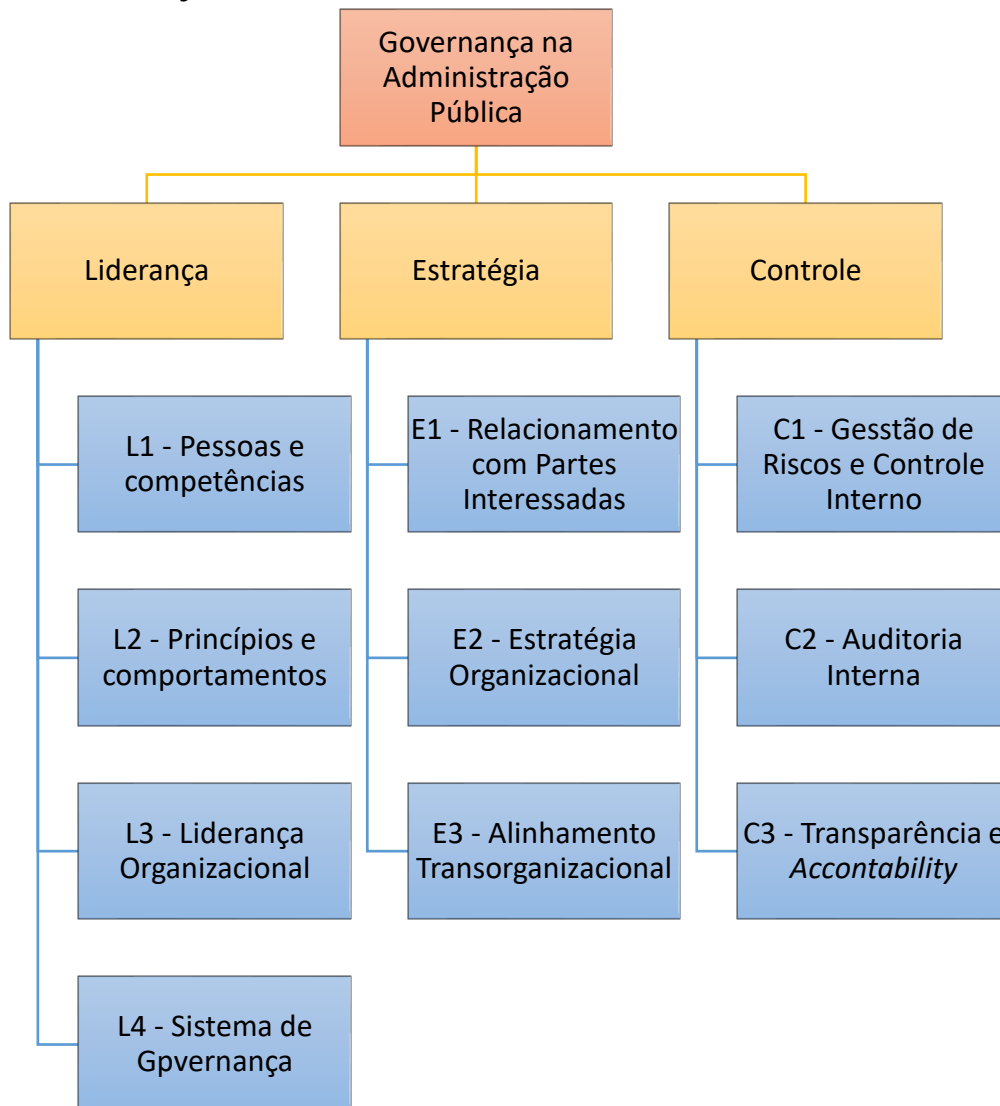 Governança na
Administração
Pública
Liderança
Estratégia
Controle
L1 - Pessoas e
competências
L2 - Princípios e
comportamentos
L3 - Liderança
Organizacional
L4 - Sistema de
Gpvernança
E1 - Relacionamento
com Partes
Interessadas
E2 - Estratégia
Organizacional
E3 - Alinhamento
Transorganizacional
C1 - Gesstão de
Riscos e Controle
Interno
C2 - Auditoria
Interna
C3 - Transparência e
Accontability